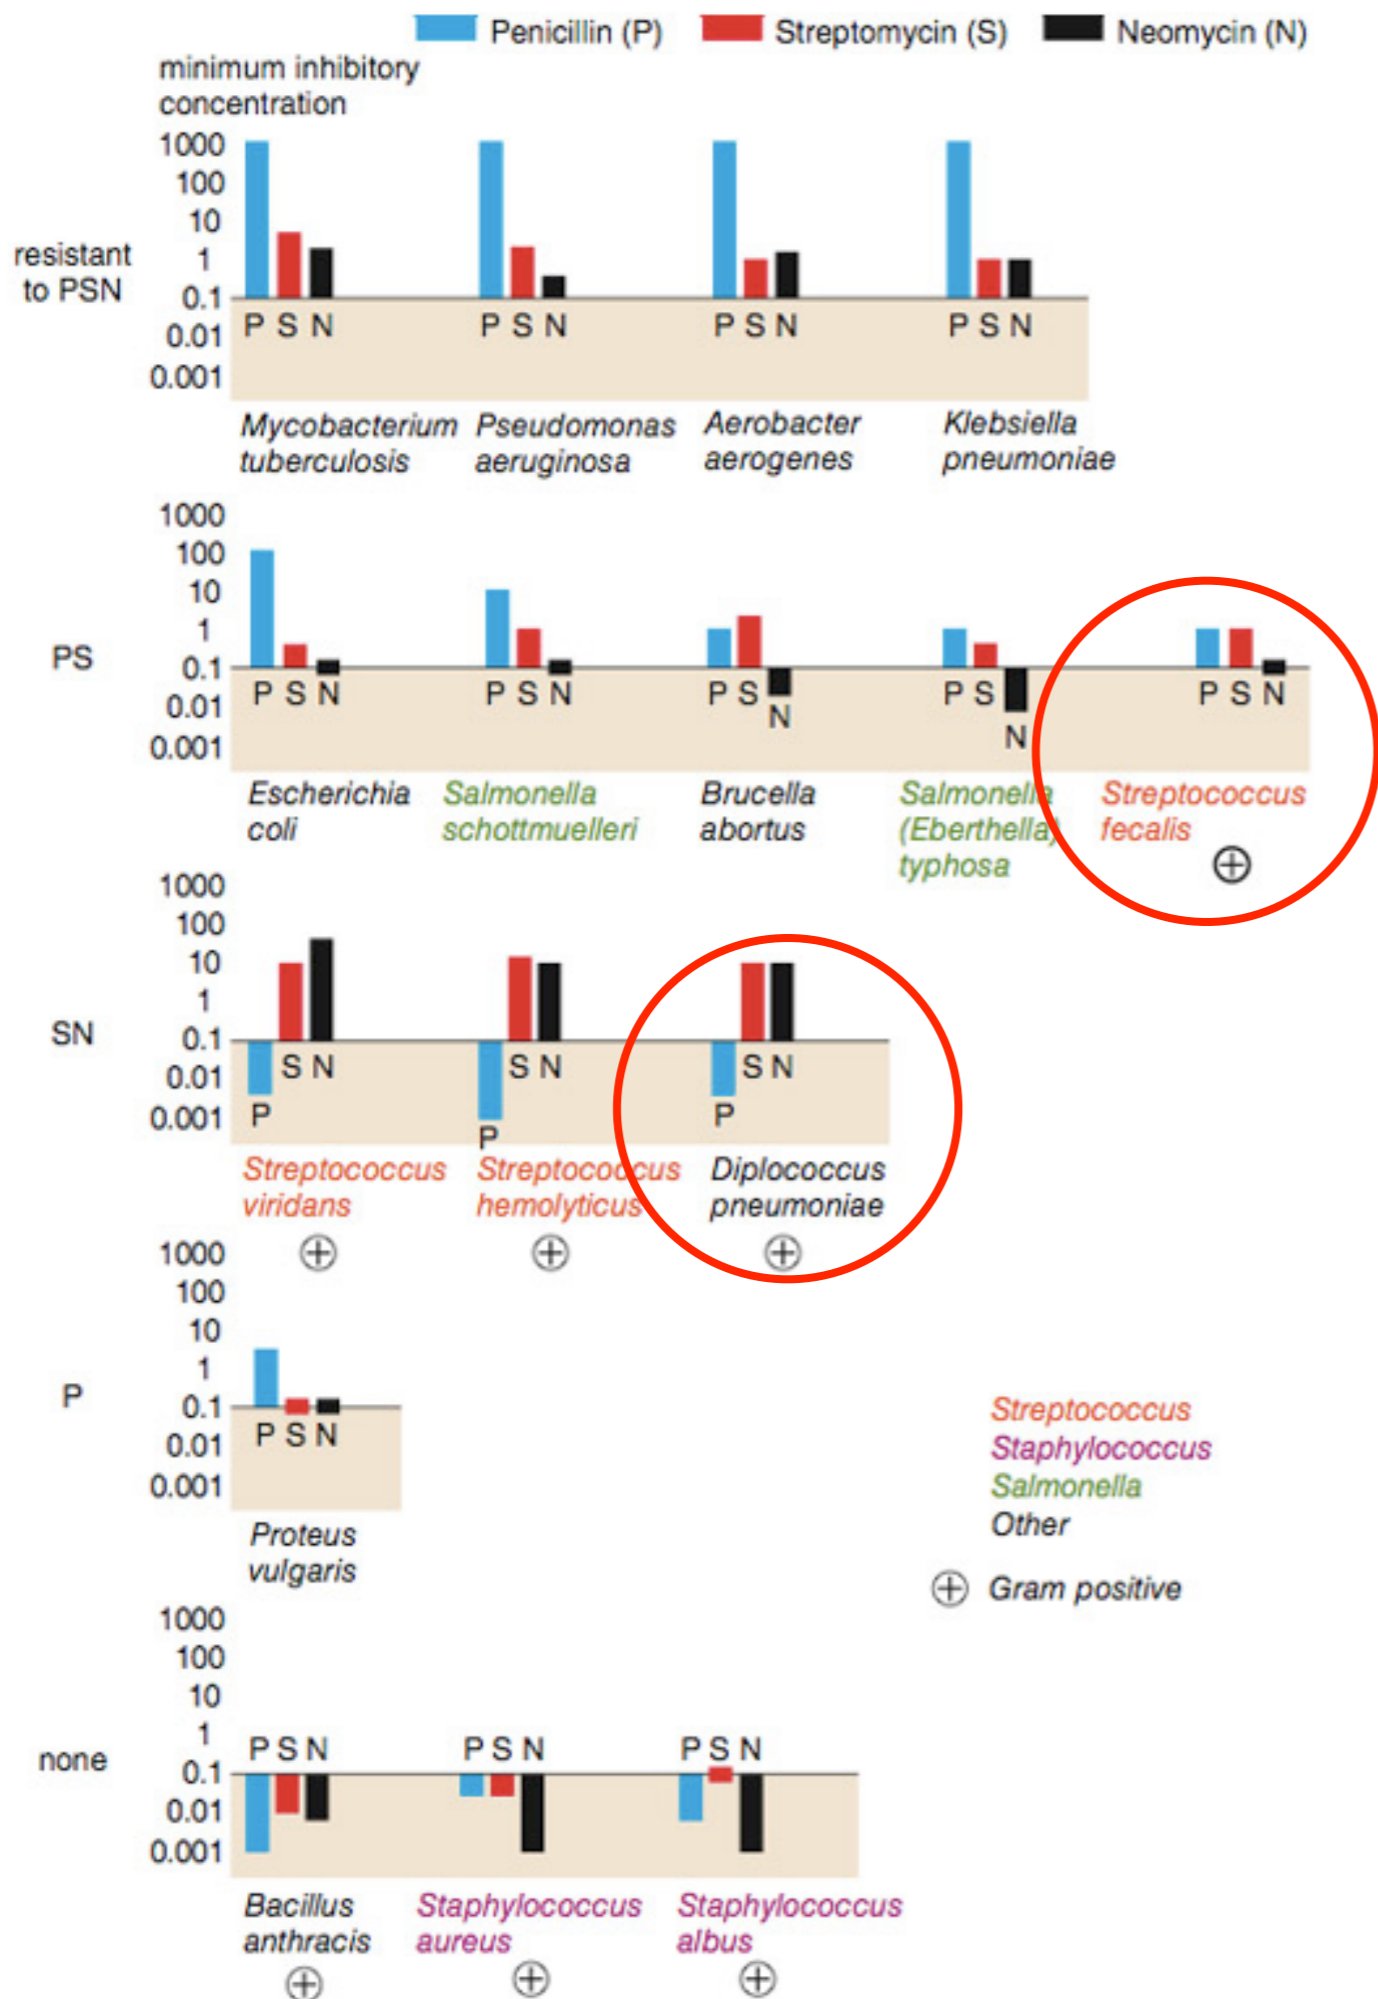 Penicillin (P) Streptomycin (S) Neomycin (N)
minimum inhibitory
concentration
1000
100
10
1
0.1
0.01
0.001
resistant
to PSN
P S N P S N P S N P S N
Mycobacterium Pseudomonas Aerobacter Klebsiella
tuberculosis aeruginosa aerogenes pneumoniae
1000
100
10
1
0.1
0.01
0.001
PS
P S N P S N P S N P S N P S N
Escherichia Salmonella Brucella Salmonella Streptococcus
coli schottmuelleri abortus (Eberthella) fecalis
typhosa
1000
100
10
1
0.1
0.01
0.001
SN
S N S N S N
P P P
Streptococcus Streptococcus Diplococcus
viridans hemolyticus pneumoniae
1000
100
10
1
0.1
0.01
0.001
P
P S N
Proteus
vulgaris
Streptococcus
Staphylococcus
Salmonella
Other
Gram positive
1000
100
10
1
0.1
0.01
0.001
none
P S N P S N P S N
Bacillus Staphylococcus Staphylococcus
anthracis aureus albus